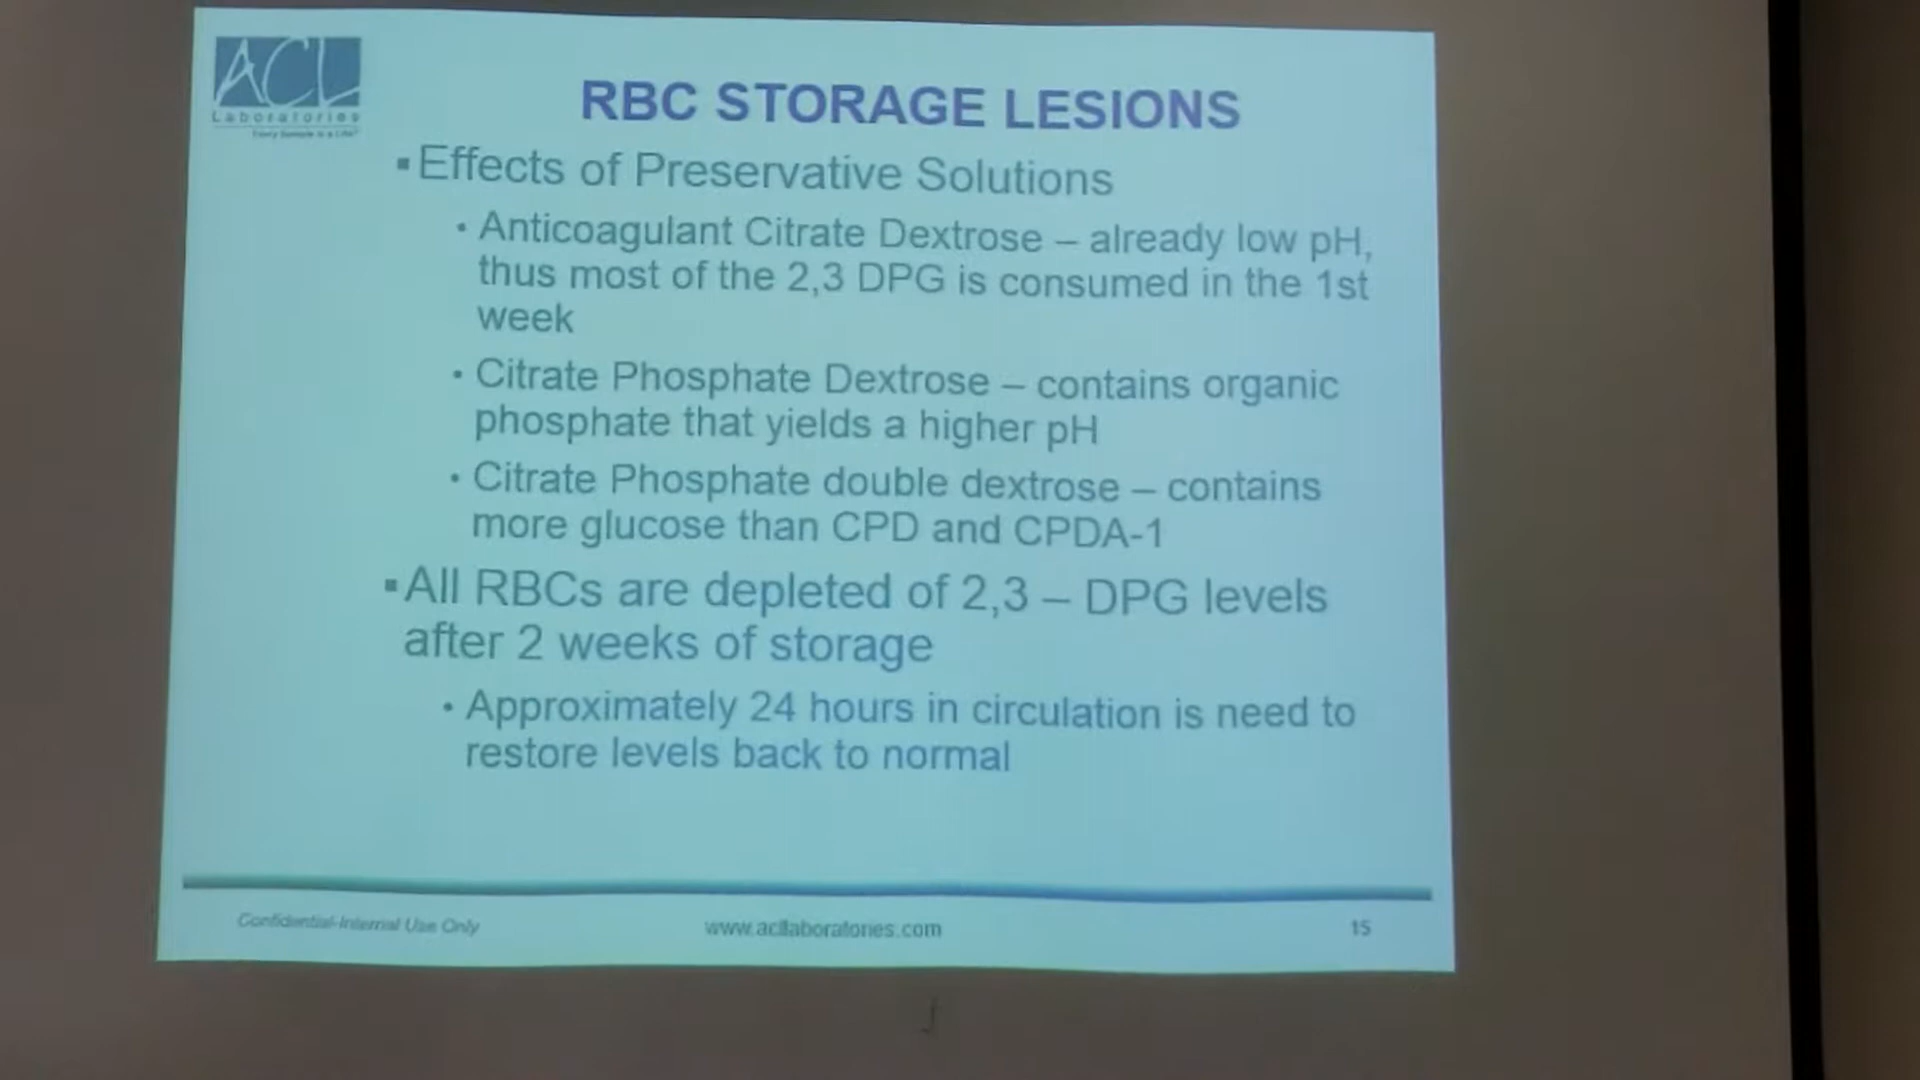 ACL
Laboratories
RBC STORAGE LESIONS
▪ Effects of Preservative Solutions
• Anticoagulant Citrate Dextrose – already low pH,
thus most of the 2,3 DPG is consumed in the 1st
week
• Citrate Phosphate Dextrose – contains organic
phosphate that yields a higher pH
• Citrate Phosphate double dextrose – contains
more glucose than CPD and CPDA-1
▪ All RBCs are depleted of 2,3 – DPG levels
after 2 weeks of storage
• Approximately 24 hours in circulation is need to
restore levels back to normal
Confidential-Internal Use Only
www.acllaboratories.com
15